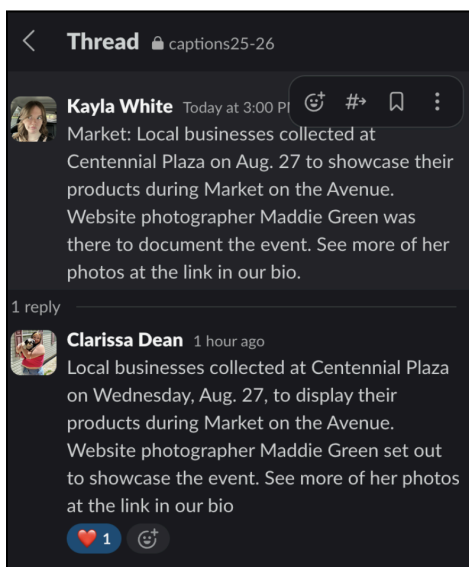 Thread captions25-26
Kayla White Today at 3:00
Market: Local businesses collected at
Centennial Plaza on Aug. 27 to showcase their
products during Market on the Avenue.
Website photographer Maddie Green was
there to document the event. See more of her
photos at the link in our bio.
1 reply
Clarissa Dean 1 hour ago
Local businesses collected at Centennial Plaza
on Wednesday, Aug. 27, to display their
products during Market on the Avenue.
Website photographer Maddie Green set out
to showcase the event. See more of her photos
at the link in our bio
1